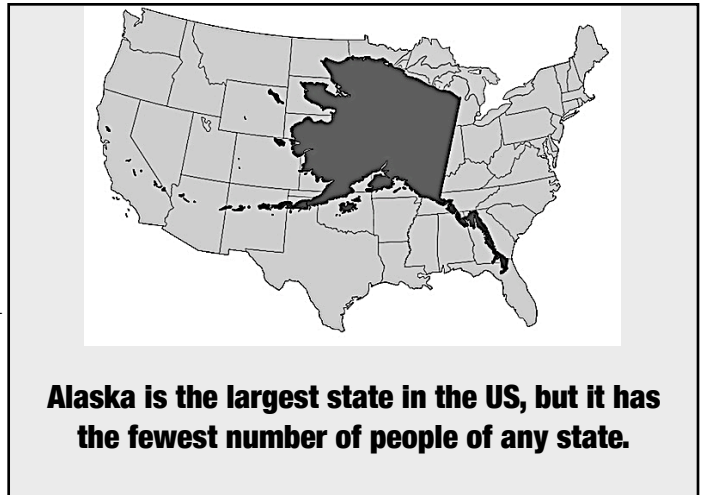 Alaska is the largest state in the US, but it has
the fewest number of people of any state.